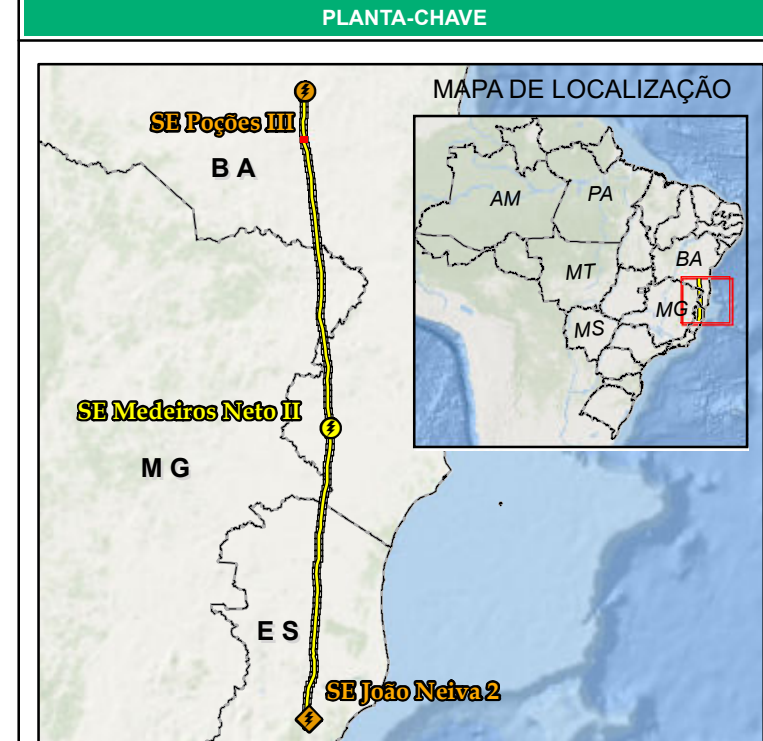 PLANTA-CHAVE
MAPA DE LOCALIZAÇÃO
SE Poções III
B A
AM
PA
BA
MT
MG
MS
SE Medeiros Neto II
M G
E S
SE João Neiva 2